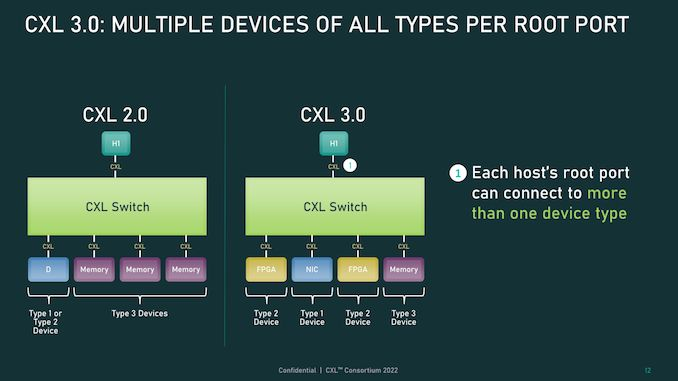 CXL 3.0: MULTIPLE DEVICES OF ALL TYPES PER ROOT PORT
CXL 2.0
H1
CXL
CXL Switch
CXL CXL CXL CXL
D Memory Memory Memory
Type 1 or
Type 2
Device
Type 3 Devices
CXL 3.0
H1
CXL 1
CXL Switch
CXL CXL CXL CXL
FPGA NIC FPGA Memory
Type 2
Device
Type 1
Device
Type 2
Device
Type 3
Device
1 Each host's root port
can connect to more
than one device type
Confidential | CXL™ Consortium 2022
12